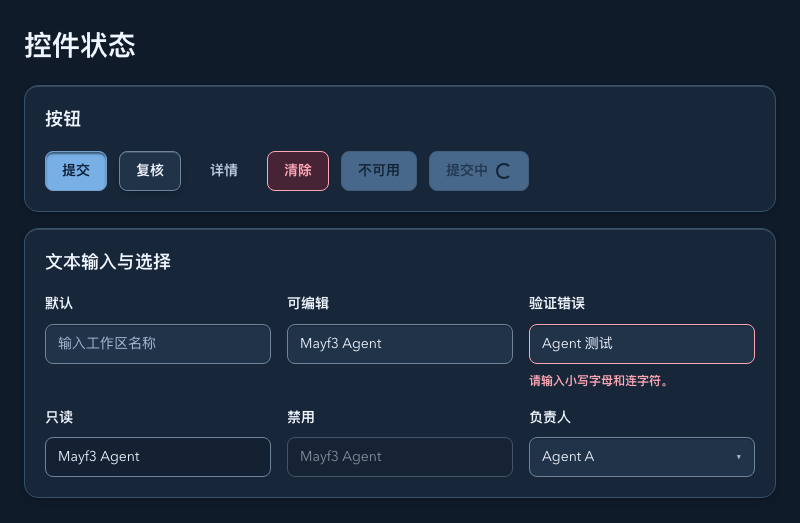 控件状态
按钮
提交 复核 详情 清除 不可用 提交中
文本输入与选择
默认 可编辑 验证错误
输入工作区名称 Mayf3 Agent Agent 测试
请输入小写字母和连字符。
只读 禁用 负责人
Mayf3 Agent Mayf3 Agent Agent A